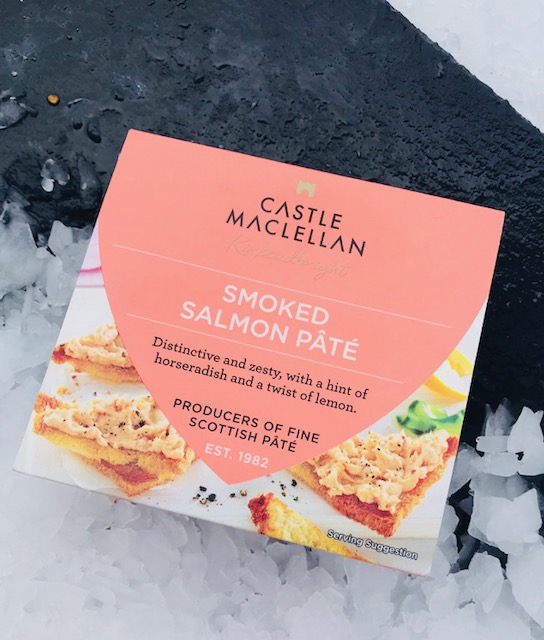 CASTLE
MACLELLAN
Kirkcudbright
SMOKED
SALMON PÂTÉ
Distinctive and zesty, with a hint of
horseradish and a twist of lemon.
PRODUCERS OF FINE
SCOTTISH PÂTÉ
EST. 1982
Serving Suggestion